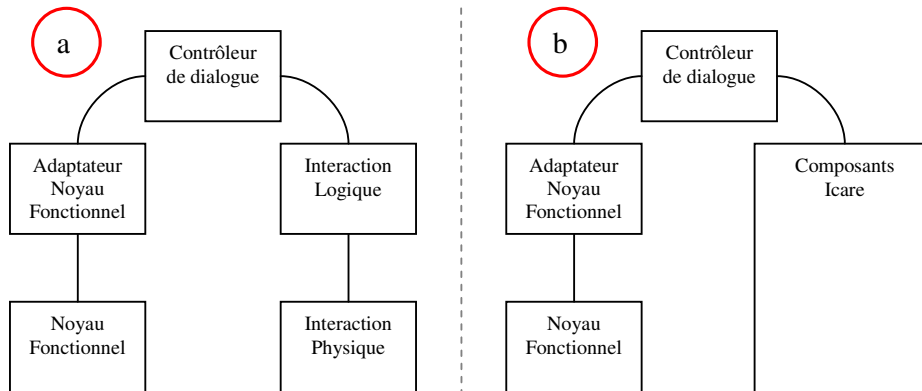 a
Contrôleur
de dialogue
Adaptateur
Noyau
Fonctionnel
Interaction
Logique
Noyau
Fonctionnel
Interaction
Physique
b
Contrôleur
de dialogue
Adaptateur
Noyau
Fonctionnel
Composants
Icare
Noyau
Fonctionnel